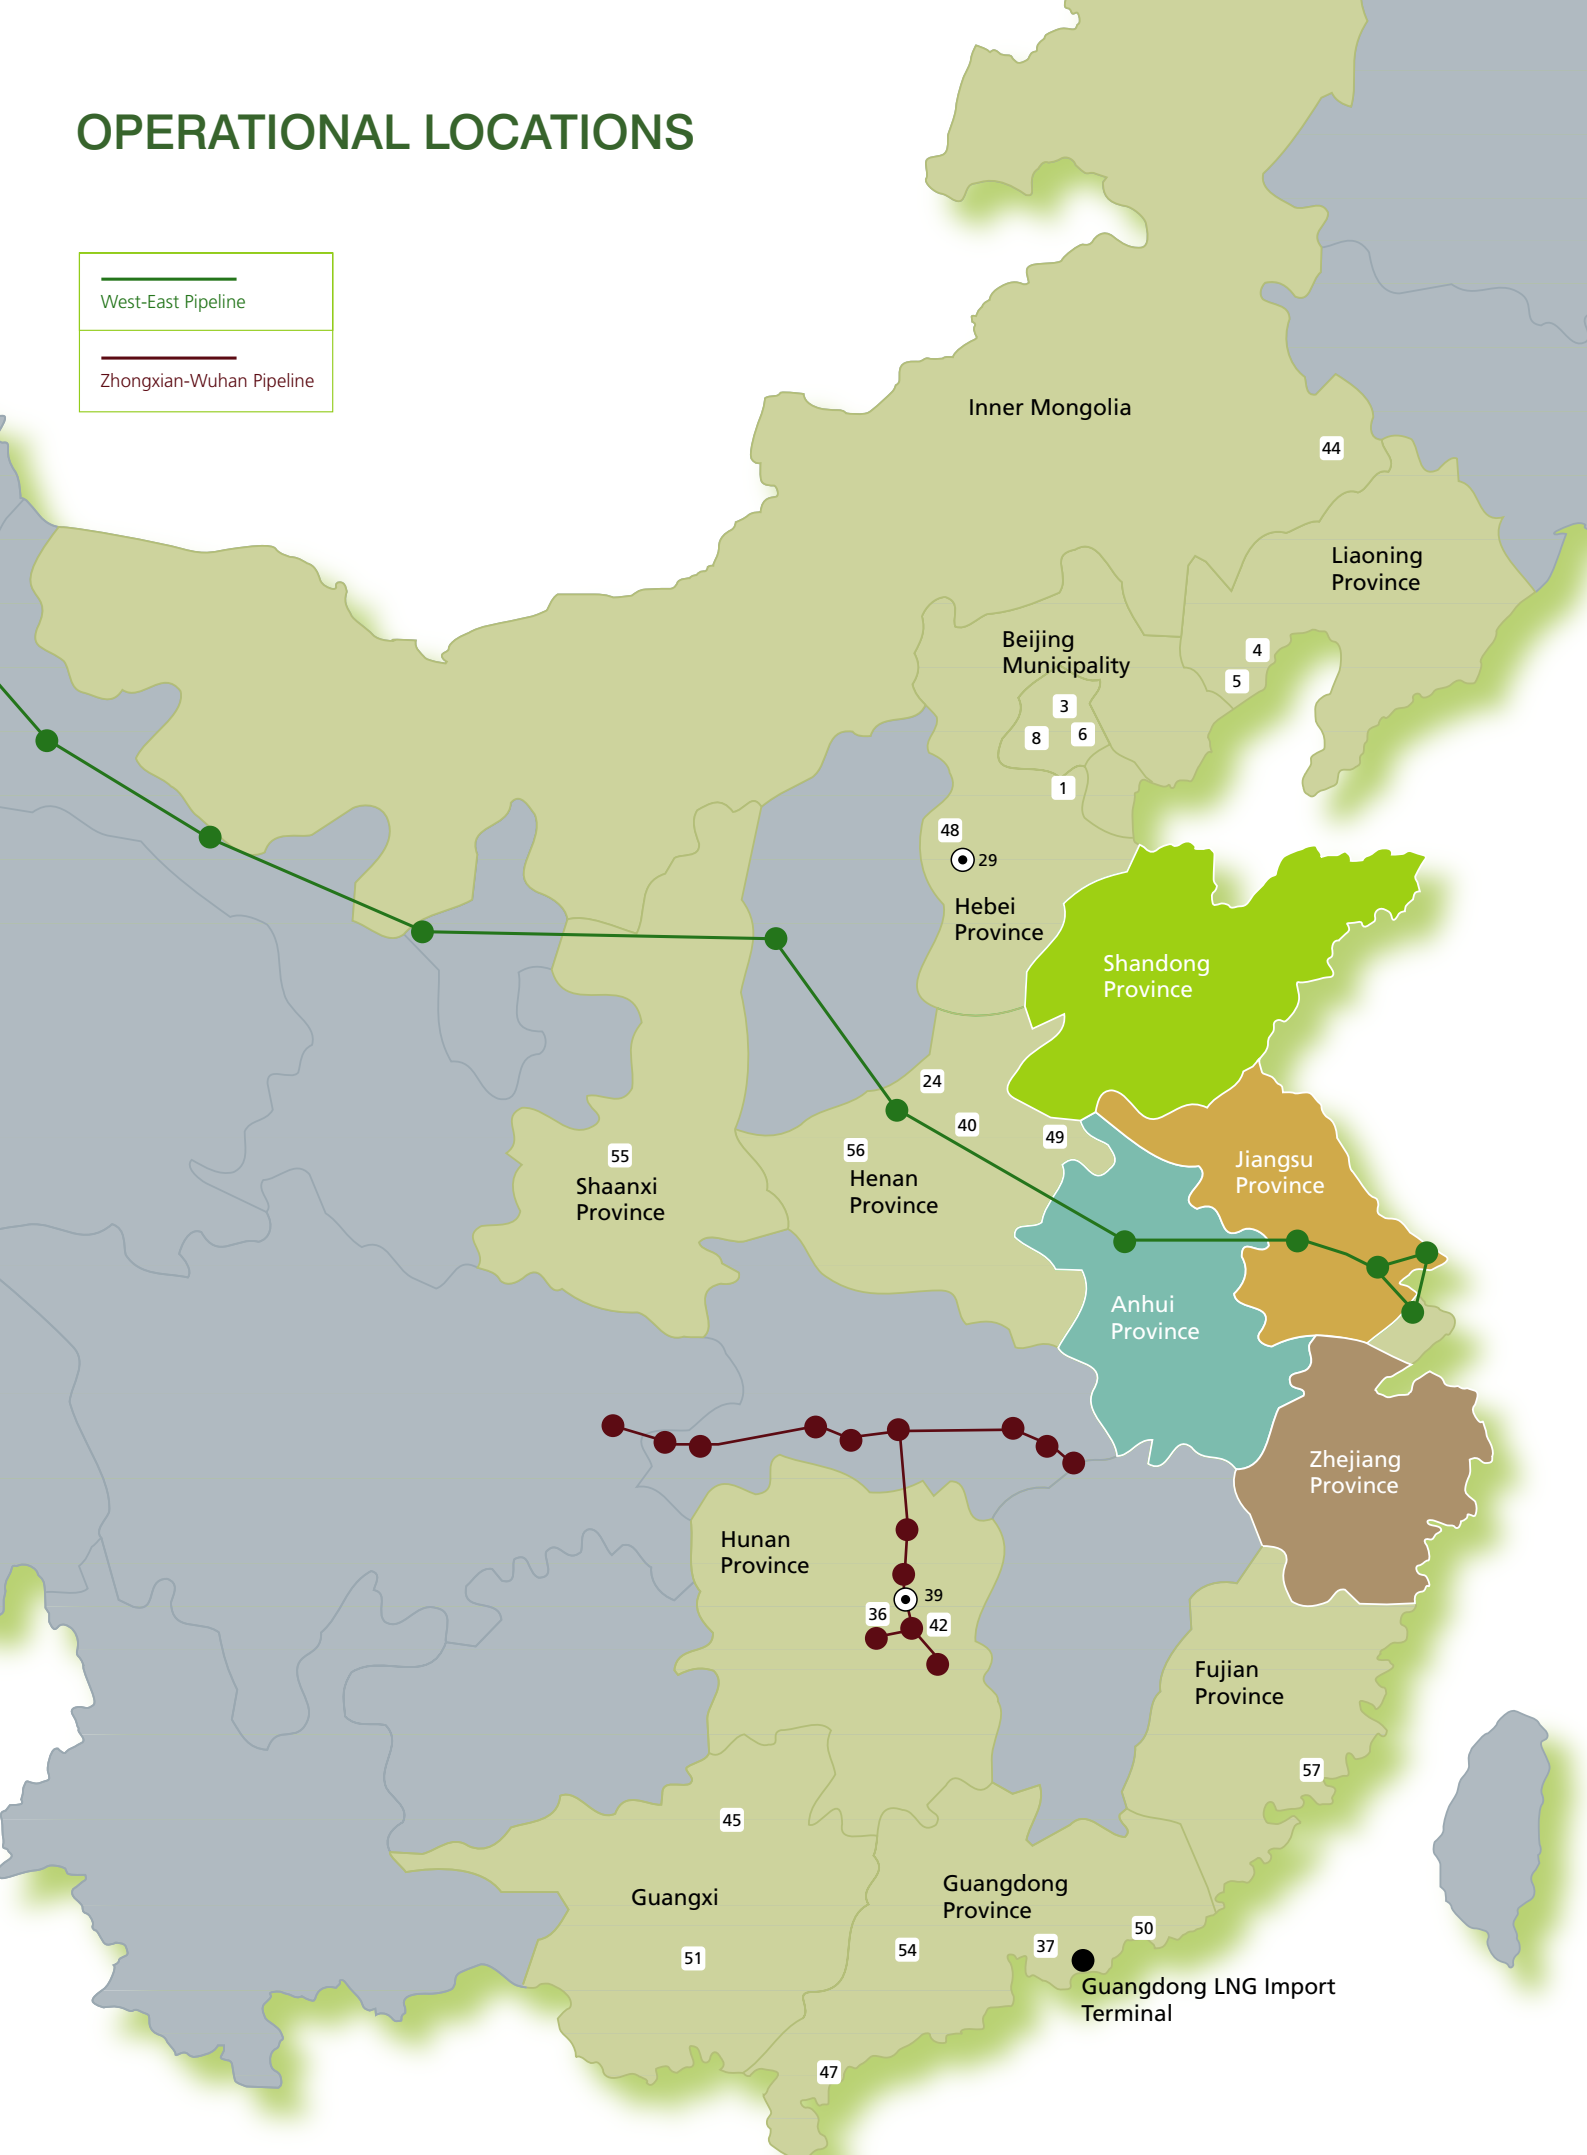 OPERATIONAL LOCATIONS
West-East Pipeline
Zhongxian-Wuhan Pipeline
Inner Mongolia
44
Liaoning
Province
Beijing
Municipality
4
5
3
8
6
1
48
29
Hebei
Province
Shandong
Province
24
40
49
56
Henan
Province
55
Shaanxi
Province
Jiangsu
Province
Anhui
Province
Zhejiang
Province
Hunan
Province
39
36
42
Fujian
Province
57
45
Guangxi
51
Guangdong
Province
50
37
54
Guangdong LNG Import
Terminal
47